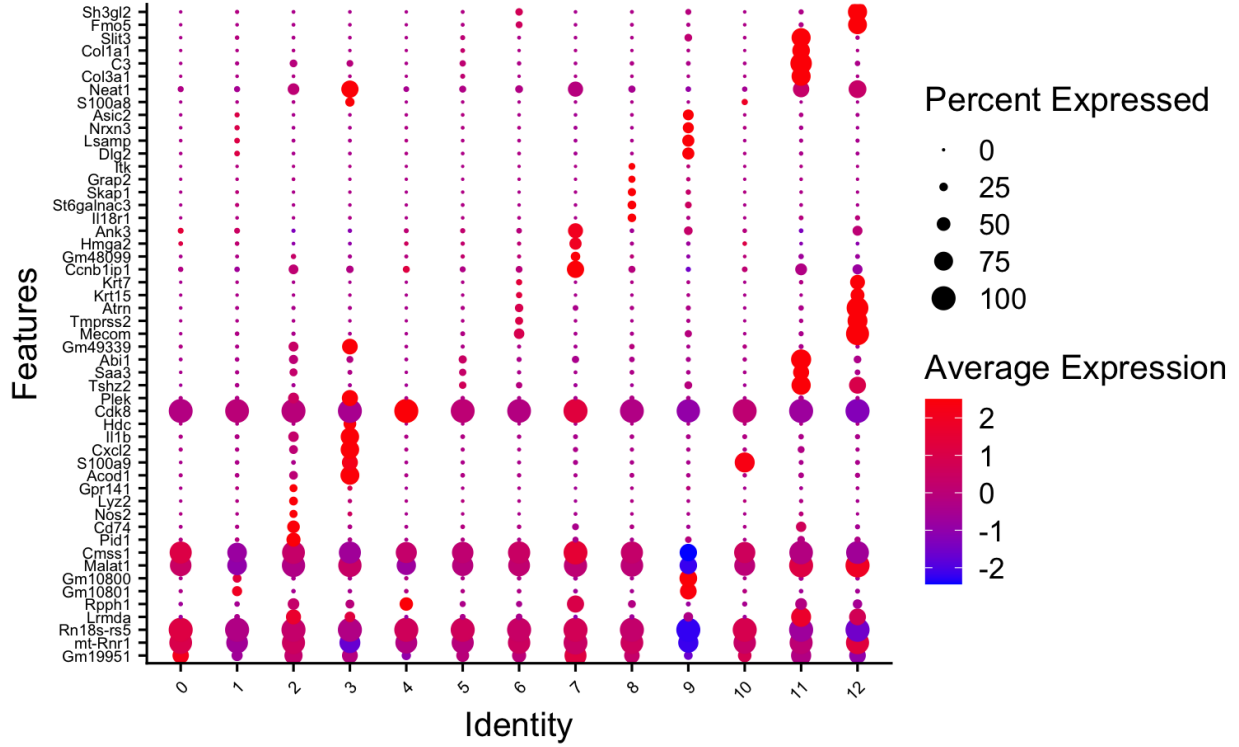 Features
Sh3gl2
Fmo5
Slit3
Col1a1
C3
Col3a1
Neat1
S100a8
Asic2
Nrxn3
Lsamp
Dlg2
Itk
Grap2
Skap1
St6galnac3
Il18r1
Ank3
Hmga2
Gm48099
Ccnb1ip1
Krt7
Krt15
Atrn
Tmprss2
Mecom
Gm49339
Abi1
Saa3
Tshz2
Plek
Cdk8
Hdc
Il1b
Cxcl2
S100a9
Acod1
Gpr141
Lyz2
Nos2
Cd74
Pid1
Cmss1
Malat1
Gm10800
Gm10801
Rpph1
Lrmda
Rn18s-rs5
mt-Rnr1
Gm19951
0 1 2 3 4 5 6 7 8 9 10 11 12
Identity
Percent Expressed
0
25
50
75
100
Average Expression
2
1
0
-1
-2